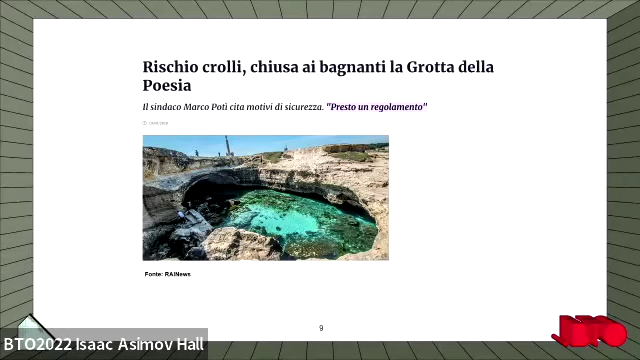 Rischio crolli, chiusa ai bagnanti la Grotta della
Poesia
Il sindaco Marco Potì cita motivi di sicurezza. "Presto un regolamento"
Fonte: RAINews
9
BTO
BTO2022 Isaac Asimov Hall